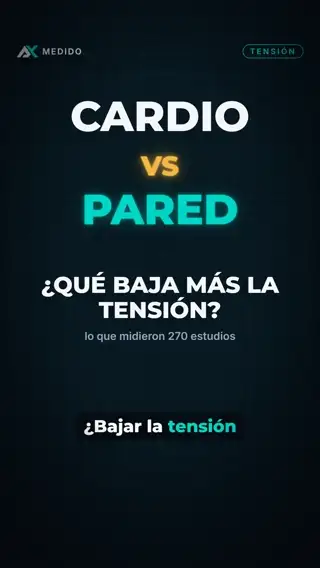 MEDIDO
TENSIÓN
CARDIO
VS
PARED
¿QUÉ BAJA MÁS LA
TENSIÓN?
lo que midieron 270 estudios
¿Bajar la tensión